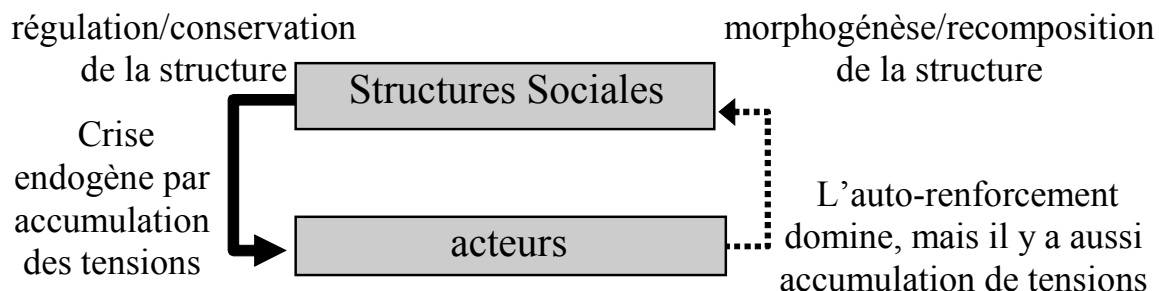 régulation/conservation
de la structure
morphogénèse/recomposition
de la structure
Structures Sociales
Crise
endogène par
accumulation
des tensions
acteurs
L’auto-renforcement
domine, mais il y a aussi
accumulation de tensions